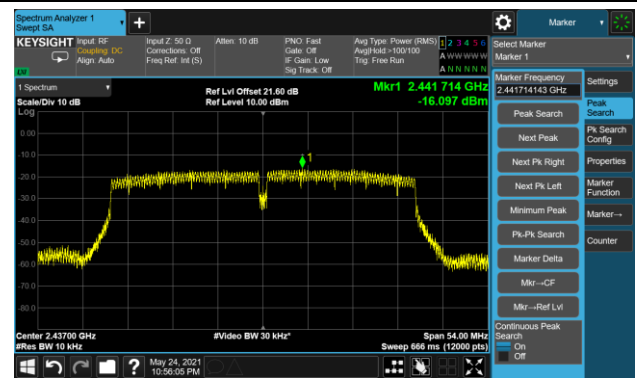 Spectrum Analyzer 1
Swept SA
+
Marker
KEYSIGHT
Input: RF
Coupling: DC
Align: Auto
Input Z: 50 Ω
Corrections: Off
Freq Ref: Int (S)
Atten: 10 dB
PNO: Fast
Gate: Off
IF Gain: Low
Sig Track: Off
Avg Type: Power (RMS)
Avg|Hold:>100/100
Trig: Free Run
1 2 3 4 5 6
A W W W W W
A N N N N N
Select Marker
Marker 1
1 Spectrum
Scale/Div 10 dB
Log
Ref Lvl Offset 21.60 dB
Ref Level 10.00 dBm
Mkr1 2.441 714 GHz
-16.097 dBm
0.00
-10.0
-20.0
-30.0
-40.0
-50.0
-60.0
-70.0
-80.0
1
Center 2.43700 GHz
#Res BW 10 kHz
#Video BW 30 kHz*
Span 54.00 MHz
Sweep 666 ms (12000 pts)
Marker Frequency
2.441714143 GHz
Peak Search
Next Peak
Next Pk Right
Next Pk Left
Minimum Peak
Pk-Pk Search
Marker Delta
Mkr→CF
Mkr→Ref Lvl
Continuous Peak
Search
On
Off
Settings
Peak
Search
Pk Search
Config
Properties
Marker
Function
Marker→
Counter
?
May 24, 2021
10:56:05 PM